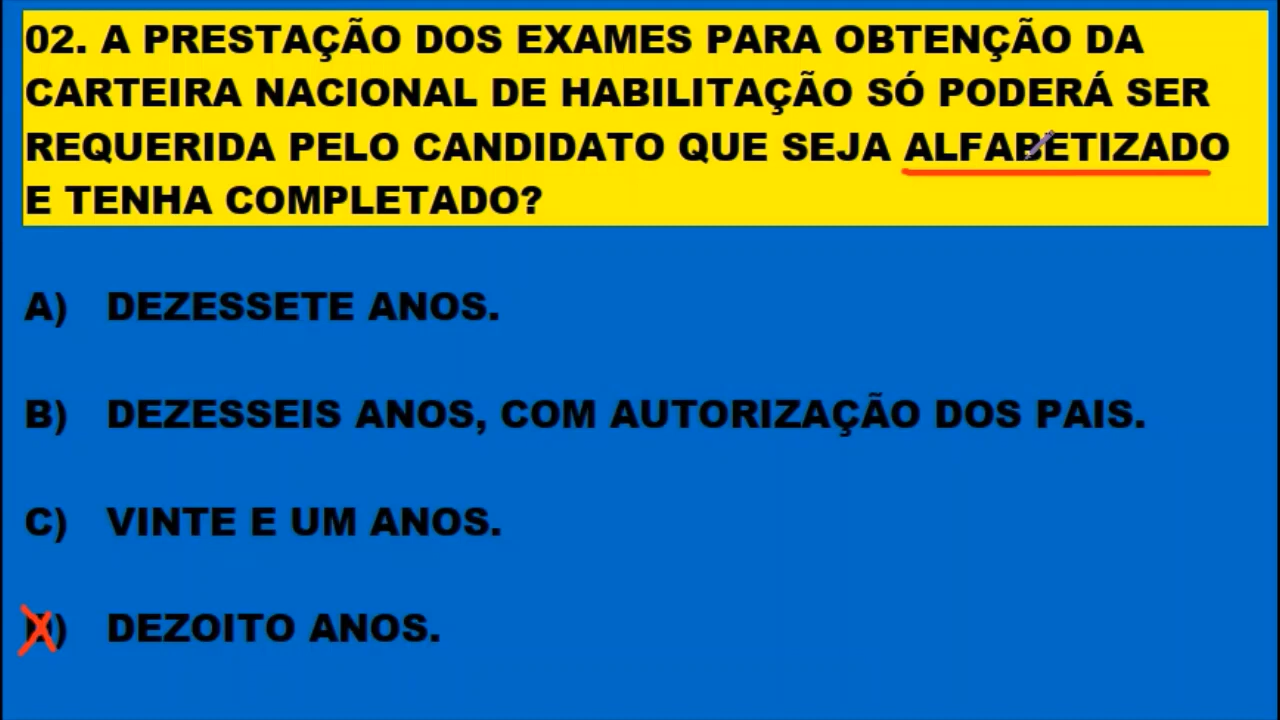 02. A PRESTAÇÃO DOS EXAMES PARA OBTENÇÃO DA
CARTEIRA NACIONAL DE HABILITAÇÃO SÓ PODERÁ SER
REQUERIDA PELO CANDIDATO QUE SEJA ALFABETIZADO
E TENHA COMPLETADO?
A) DEZESSETE ANOS.
B) DEZESSEIS ANOS, COM AUTORIZAÇÃO DOS PAIS.
C) VINTE E UM ANOS.
D) DEZOITO ANOS.